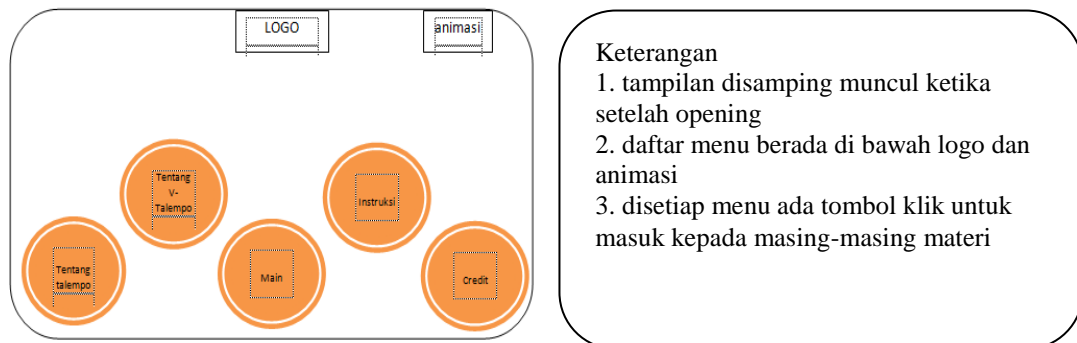 LOGO
animasi
Tentang
V-
Talempo
Instruksi
Tentang
talempo
Main
Credit
Keterangan
1. tampilan disamping muncul ketika
setelah opening
2. daftar menu berada di bawah logo dan
animasi
3. disetiap menu ada tombol klik untuk
masuk kepada masing-masing materi